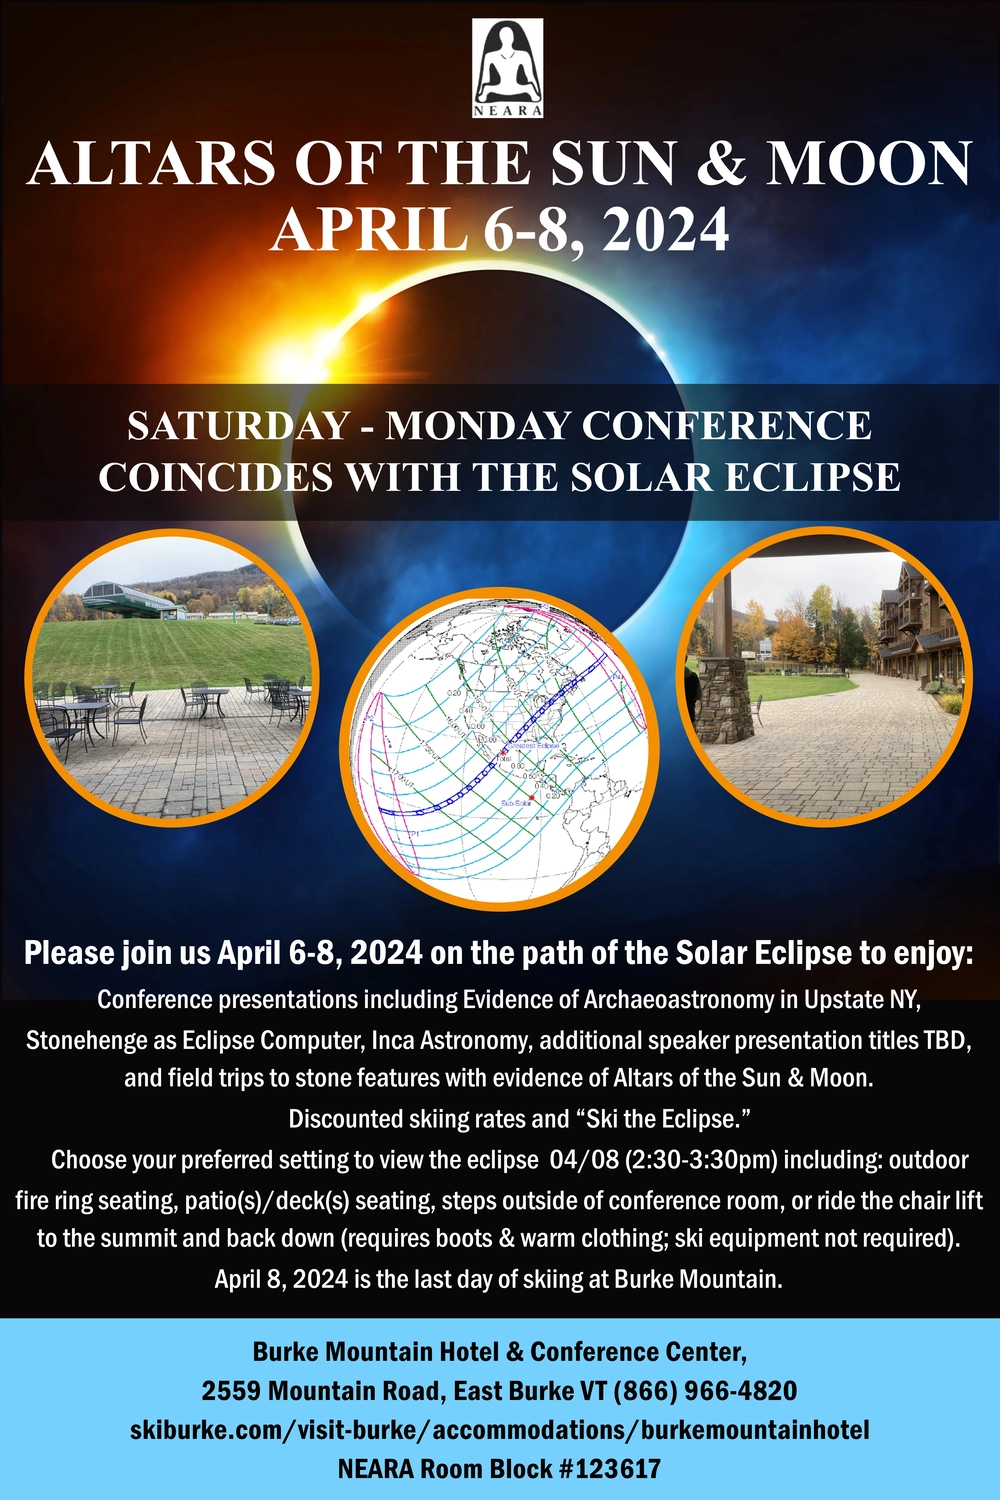 NEARA
ALTARS OF THE SUN & MOON
APRIL 6-8, 2024
SATURDAY - MONDAY CONFERENCE
COINCIDES WITH THE SOLAR ECLIPSE
Greatest Eclipse
Total
Sub Solar
Please join us April 6-8, 2024 on the path of the Solar Eclipse to enjoy:
Conference presentations including Evidence of Archaeoastronomy in Upstate NY,
Stonehenge as Eclipse Computer, Inca Astronomy, additional speaker presentation titles TBD,
and field trips to stone features with evidence of Altars of the Sun & Moon.
Discounted skiing rates and “Ski the Eclipse.”
Choose your preferred setting to view the eclipse  04/08 (2:30-3:30pm) including: outdoor
fire ring seating, patio(s)/deck(s) seating, steps outside of conference room, or ride the chair lift
to the summit and back down (requires boots & warm clothing; ski equipment not required).
April 8, 2024 is the last day of skiing at Burke Mountain.
Burke Mountain Hotel & Conference Center,
2559 Mountain Road, East Burke VT (866) 966-4820
skiburke.com/visit-burke/accommodations/burkemountainhotel
NEARA Room Block #123617